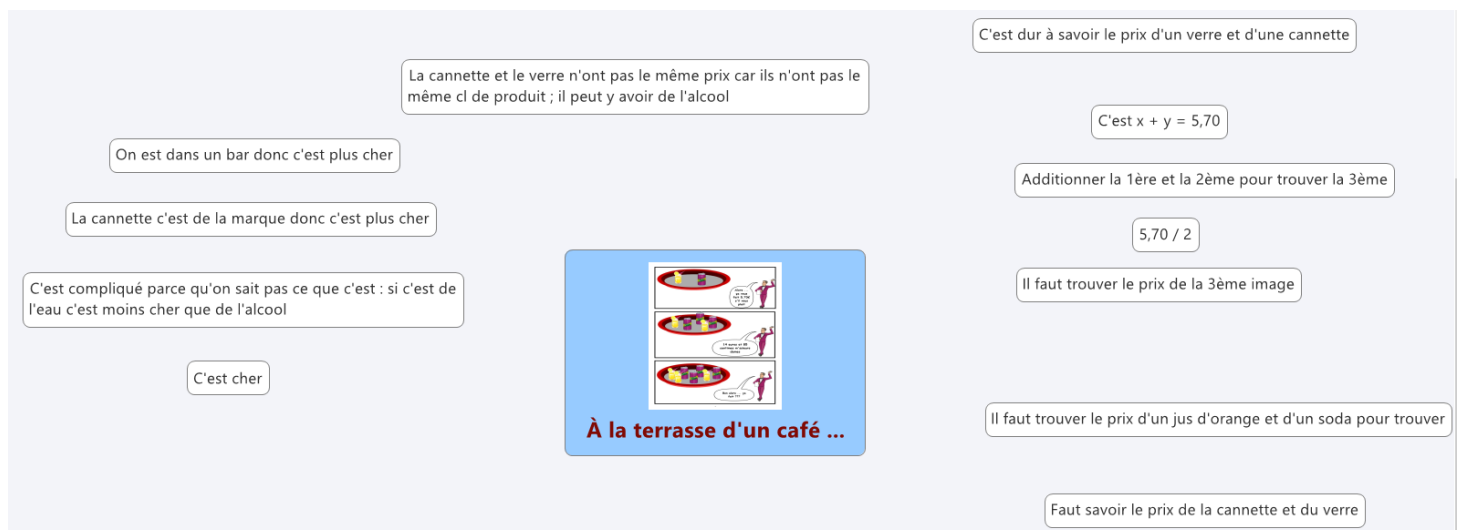 C'est dur à savoir le prix d'un verre et d'une cannette
La cannette et le verre n'ont pas le même prix car ils n'ont pas le
même cl de produit ; il peut y avoir de l'alcool
C'est x + y = 5,70
On est dans un bar donc c'est plus cher
Additionner la 1ère et la 2ème pour trouver la 3ème
La cannette c'est de la marque donc c'est plus cher
5,70 / 2
C'est compliqué parce qu'on sait pas ce que c'est : si c'est de
l'eau c'est moins cher que de l'alcool
Il faut trouver le prix de la 3ème image
C'est cher
À la terrasse d'un café ...
Il faut trouver le prix d'un jus d'orange et d'un soda pour trouver
Faut savoir le prix de la cannette et du verre